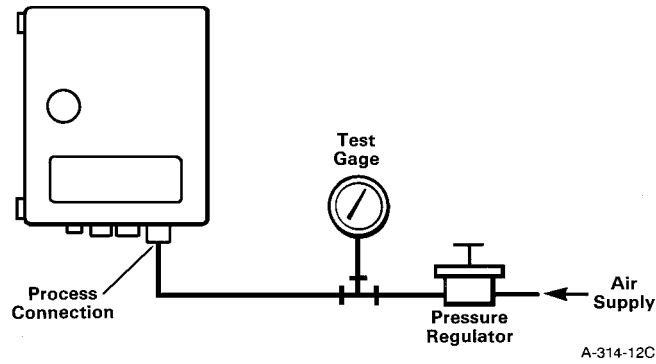 Test
Gage
Process
Connection
Air
Supply
Pressure
Regulator
A-314-12C